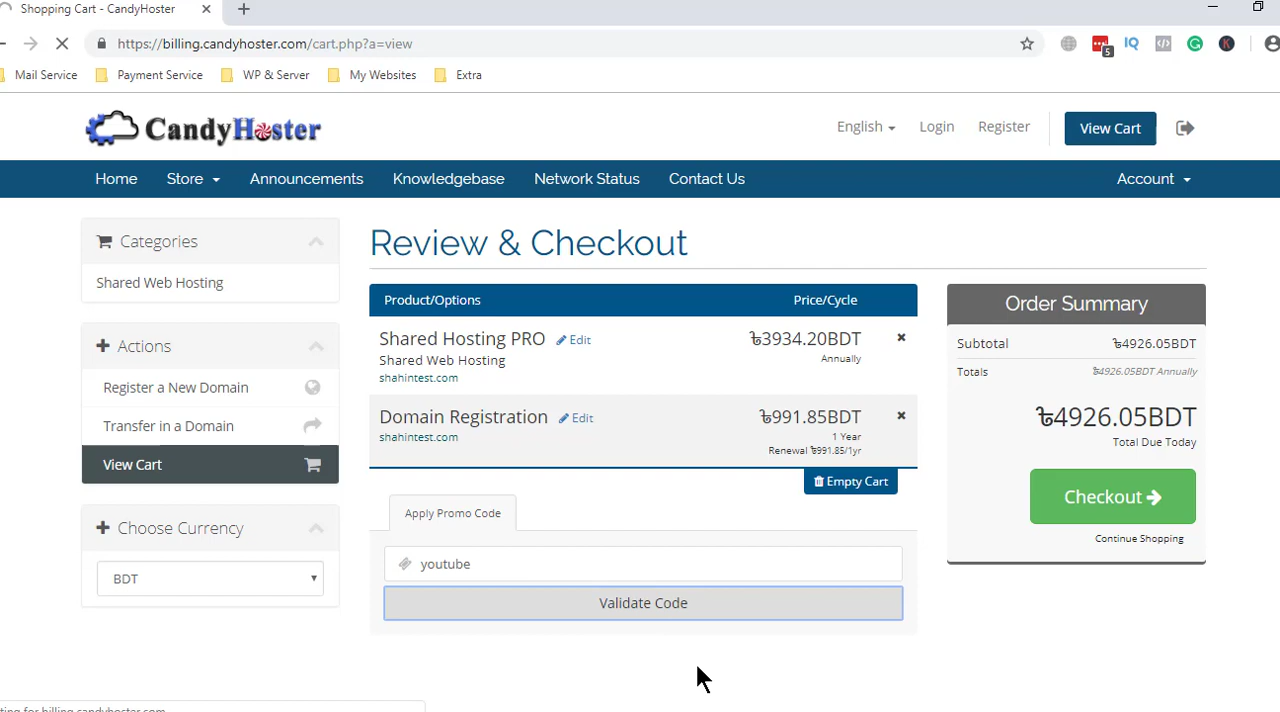 Shopping Cart - CandyHoster
https://billing.candyhoster.com/cart.php?a=view
5
IQ
K
Mail Service
Payment Service
WP & Server
My Websites
Extra
CandyHoster
English
Login
Register
View Cart
Home
Store
Announcements
Knowledgebase
Network Status
Contact Us
Account
Categories
Shared Web Hosting
Actions
Register a New Domain
Transfer in a Domain
View Cart
Choose Currency
BDT
Review & Checkout
Product/Options
Price/Cycle
Shared Hosting PRO
Edit
৳3934.20BDT
Shared Web Hosting
Annually
shahintest.com
Domain Registration
Edit
৳991.85BDT
shahintest.com
1 Year
Renewal ৳991.85/1yr
Empty Cart
Apply Promo Code
youtube
Validate Code
Order Summary
Subtotal
৳4926.05BDT
Totals
৳4926.05BDT Annually
৳4926.05BDT
Total Due Today
Checkout
Continue Shopping